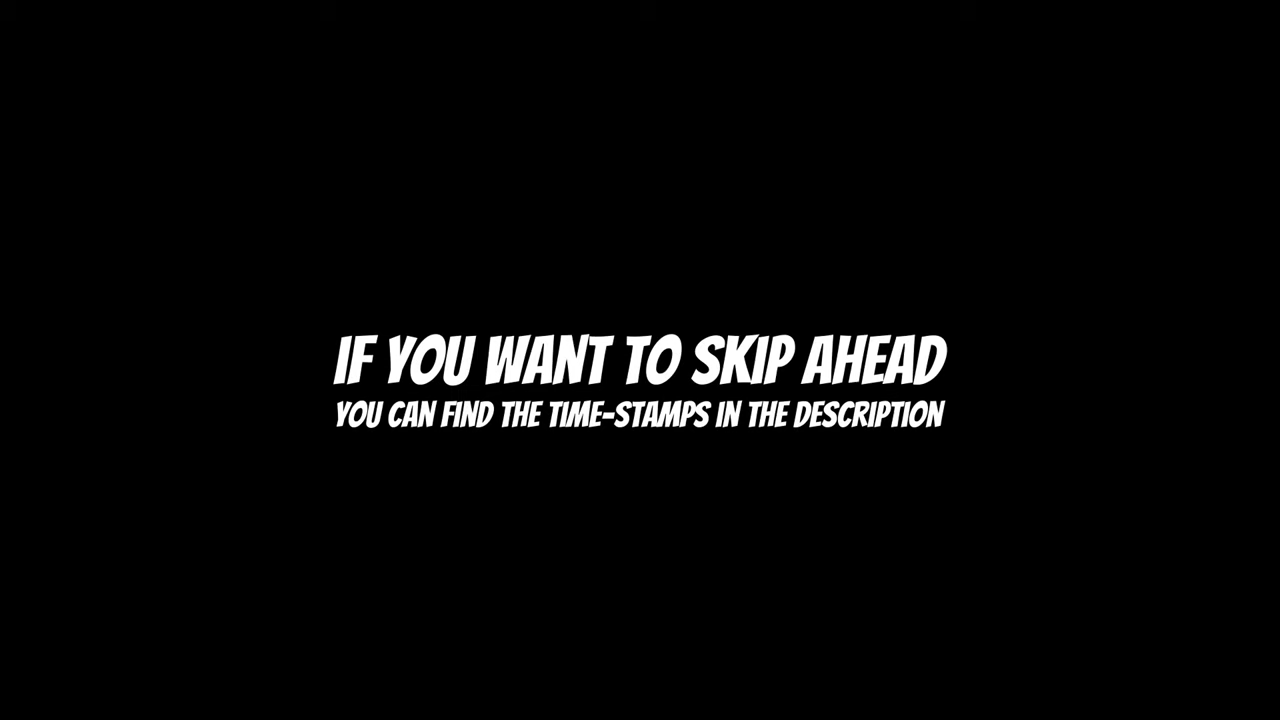 IF YOU WANT TO SKIP AHEAD
YOU CAN FIND THE TIME-STAMPS IN THE DESCRIPTION